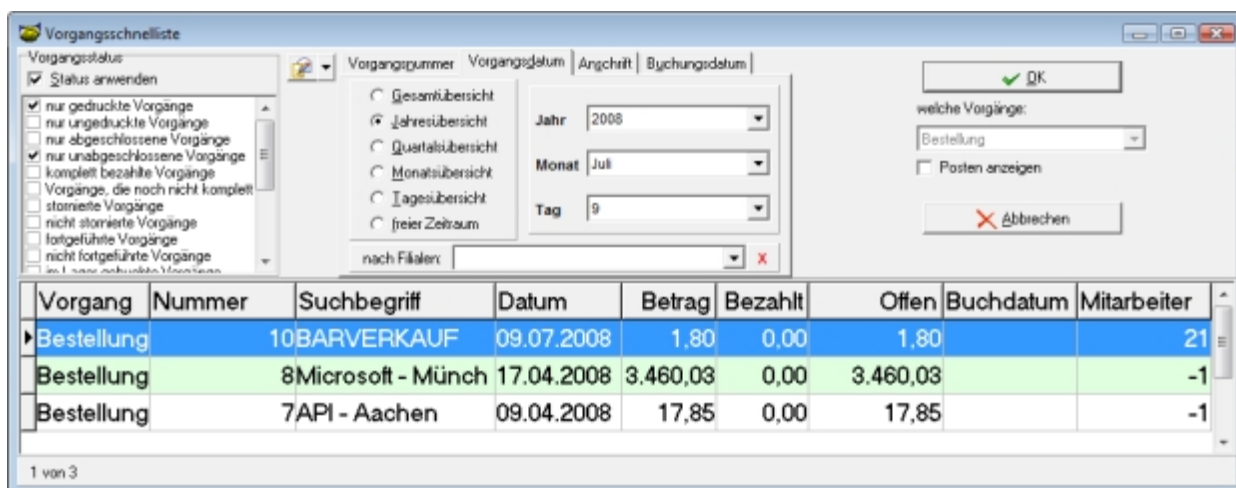 Vorgangsschnelliste
Vorgangsstatus
Status anwenden
nur gedruckte Vorgänge
nur ungedruckte Vorgänge
nur abgeschlossene Vorgänge
nur unabgeschlossene Vorgänge
komplett bezahlte Vorgänge
Vorgänge, die noch nicht komplett
stornierte Vorgänge
nicht stornierte Vorgänge
fortgeführte Vorgänge
nicht fortgeführte Vorgänge
im Lager gebuchte Vorgänge
Vorgangsnummer Vorgangsdatum Anschrift Buchungsdatum
Gesamtübersicht
Jahresübersicht
Quartalsübersicht
Monatsübersicht
Tagesübersicht
freier Zeitraum
Jahr 2008
Monat Juli
Tag 9
nach Filialen: X
OK
welche Vorgänge:
Bestellung
Posten anzeigen
Abbrechen
Vorgang Nummer Suchbegriff Datum Betrag Bezahlt Offen Buchdatum Mitarbeiter
Bestellung 10 BARVERKAUF 09.07.2008 1,80 0,00 1,80 21
Bestellung 8 Microsoft - Münch 17.04.2008 3.460,03 0,00 3.460,03 -1
Bestellung 7 API - Aachen 09.04.2008 17,85 0,00 17,85 -1
1 von 3